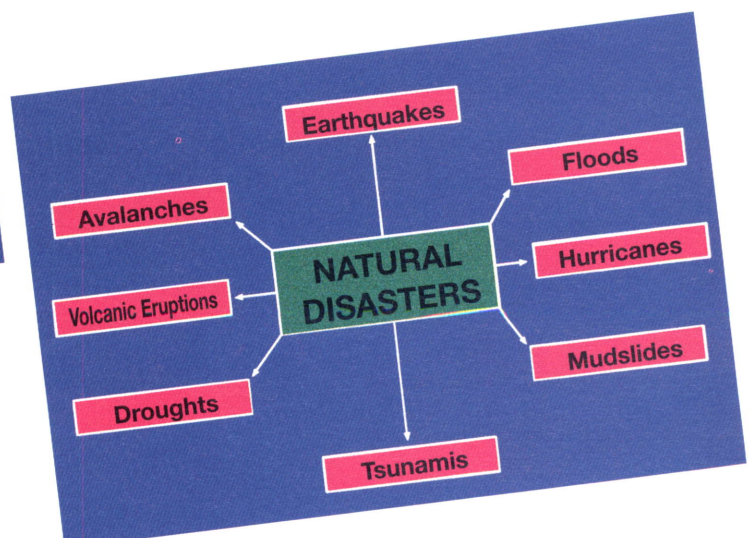 Earthquakes
Floods
Avalanches
Hurricanes
NATURAL
DISASTERS
Volcanic Eruptions
Mudslides
Droughts
Tsunamis